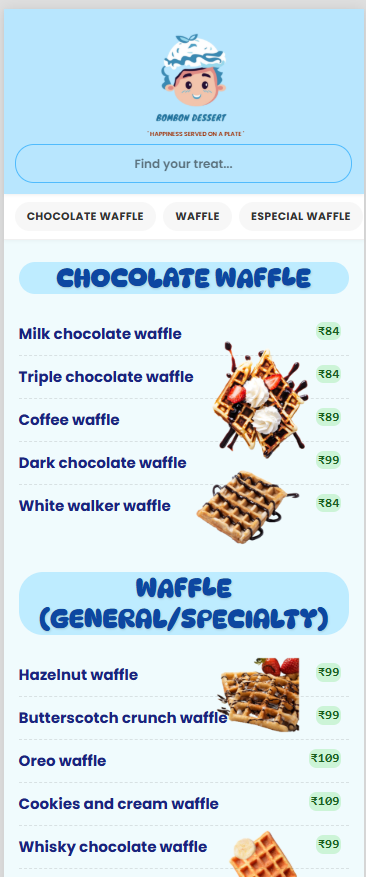 BOMBON DESSERT
"HAPPINESS SERVED ON A PLATE"
Find your treat...
CHOCOLATE WAFFLE WAFFLE ESPECIAL WAFFLE
CHOCOLATE WAFFLE
Milk chocolate waffle ₹84
Triple chocolate waffle ₹84
Coffee waffle ₹89
Dark chocolate waffle ₹99
White walker waffle ₹84
WAFFLE
(GENERAL/SPECIALTY)
Hazelnut waffle ₹99
Butterscotch crunch waffle ₹99
Oreo waffle ₹109
Cookies and cream waffle ₹109
Whisky chocolate waffle ₹99